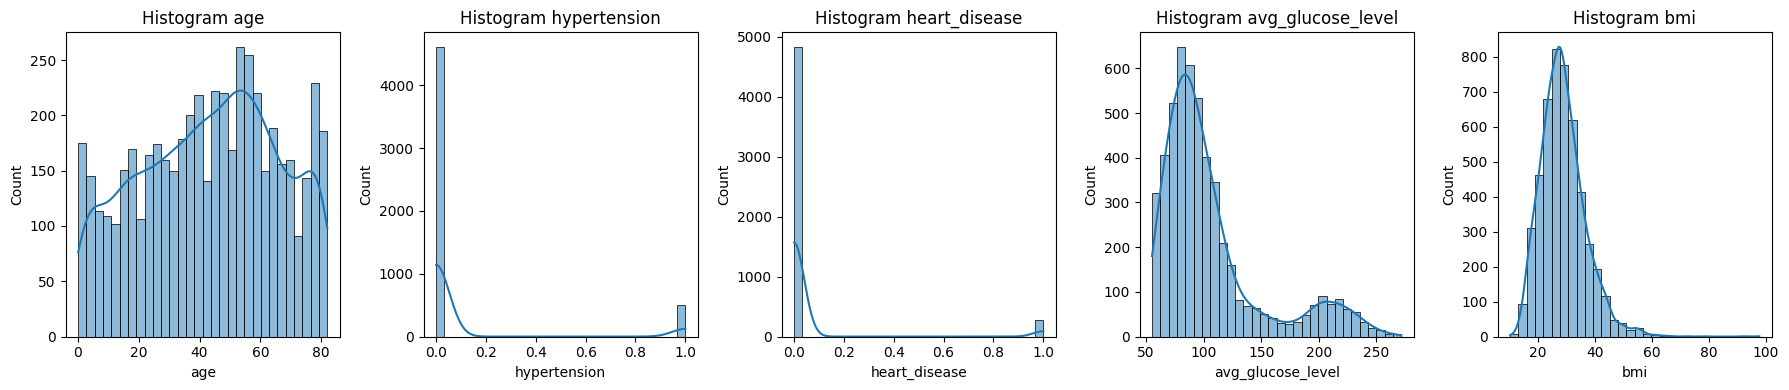 Histogram age
250
200
150
100
50
0
Count
0 20 40 60 80
age
Histogram hypertension
4000
3000
2000
1000
0
Count
0.0 0.2 0.4 0.6 0.8 1.0
hypertension
Histogram heart_disease
5000
4000
3000
2000
1000
0
Count
0.0 0.2 0.4 0.6 0.8 1.0
heart_disease
Histogram avg_glucose_level
600
500
400
300
200
100
0
Count
50 100 150 200 250
avg_glucose_level
Histogram bmi
800
700
600
500
400
300
200
100
0
Count
20 40 60 80 100
bmi